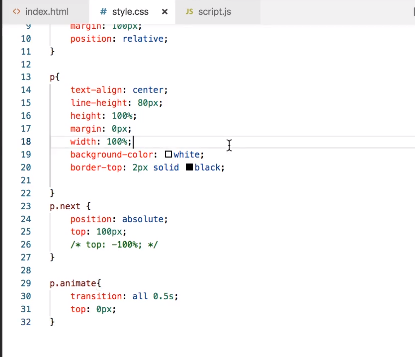 index.html
style.css
script.js
9 margin: 100px;
10 position: relative;
11 }
12
13 p{
14 text-align: center;
15 line-height: 80px;
16 height: 100%;
17 margin: 0px;
18 width: 100%;
19 background-color: white;
20 border-top: 2px solid black;
21
22 }
23 p.next {
24 position: absolute;
25 top: 100px;
26 /* top: -100%; */
27 }
28
29 p.animate{
30 transition: all 0.5s;
31 top: 0px;
32 }